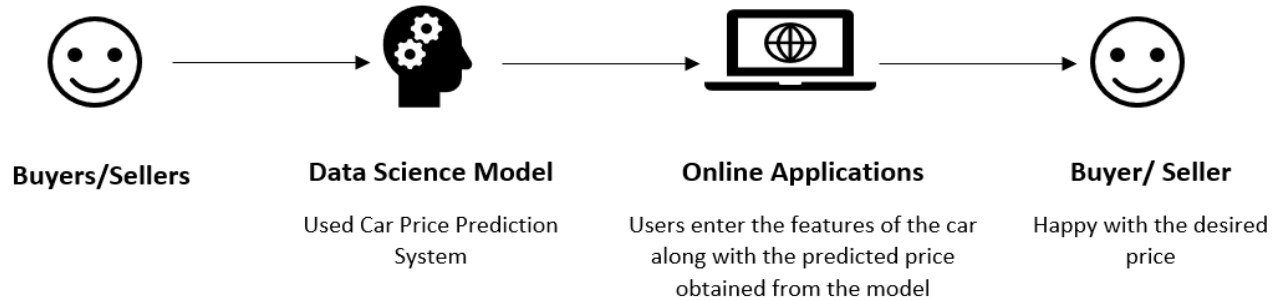 Buyers/Sellers
Data Science Model
Used Car Price Prediction
System
Online Applications
Users enter the features of the car
along with the predicted price
obtained from the model
Buyer/ Seller
Happy with the desired
price